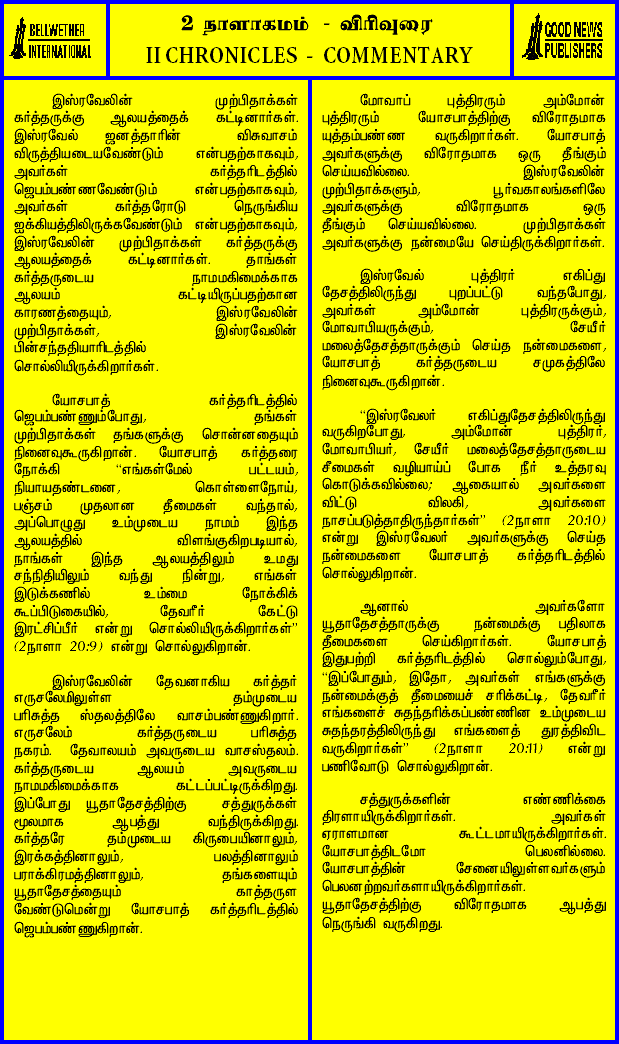 BELLWETHER
INTERNATIONAL
2 நாளாகமம் - விரிவுரை
II CHRONICLES - COMMENTARY
GOOD NEWS
PUBLISHERS
இஸ்ரவேலின் முற்பிதாக்கள்
கர்த்தருக்கு ஆலயத்தைக் கட்டினார்கள்.
இஸ்ரவேல் ஜனத்தாரின் விசுவாசம்
விருத்தியடையவேண்டும் என்பதற்காகவும்,
அவர்கள் கர்த்தரிடத்தில்
ஜெபம்பண்ணவேண்டும் என்பதற்காகவும்,
அவர்கள் கர்த்தரோடு நெருங்கிய
ஐக்கியத்திலிருக்கவேண்டும் என்பதற்காகவும்,
இஸ்ரவேலின் முற்பிதாக்கள் கர்த்தருக்கு
ஆலயத்தைக் கட்டினார்கள். தாங்கள்
கர்த்தருடைய நாமமகிமைக்காக
ஆலயம் கட்டியிருப்பதற்கான
காரணத்தையும், இஸ்ரவேலின்
முற்பிதாக்கள், இஸ்ரவேலின்
பின்சந்ததியாரிடத்தில்
சொல்லியிருக்கிறார்கள்.
யோசபாத் கர்த்தரிடத்தில்
ஜெபம்பண்ணும்போது, தங்கள்
முற்பிதாக்கள் தங்களுக்கு சொன்னதையும்
நினைவுகூருகிறான். யோசபாத் கர்த்தரை
நோக்கி "எங்கள்மேல் பட்டயம்,
நியாயதண்டனை, கொள்ளைநோய்,
பஞ்சம் முதலான தீமைகள் வந்தால்,
அப்பொழுது உம்முடைய நாமம் இந்த
ஆலயத்தில் விளங்குகிறபடியால்,
நாங்கள் இந்த ஆலயத்திலும் உமது
சந்நிதியிலும் வந்து நின்று, எங்கள்
இடுக்கணில் உம்மை நோக்கிக்
கூப்பிடுகையில், தேவரீர் கேட்டு
இரட்சிப்பீர் என்று சொல்லியிருக்கிறார்கள்"
(2நாளா 20:9) என்று சொல்லுகிறான்.
இஸ்ரவேலின் தேவனாகிய கர்த்தர்
எருசலேமிலுள்ள தம்முடைய
பரிசுத்த ஸ்தலத்திலே வாசம்பண்ணுகிறார்.
எருசலேம் கர்த்தருடைய பரிசுத்த
நகரம். தேவாலயம் அவருடைய வாசஸ்தலம்.
கர்த்தருடைய ஆலயம் அவருடைய
நாமமகிமைக்காக கட்டப்பட்டிருக்கிறது.
இப்போது யூதாதேசத்திற்கு சத்துருக்கள்
மூலமாக ஆபத்து வந்திருக்கிறது.
கர்த்தரே தம்முடைய கிருபையினாலும்,
இரக்கத்தினாலும், பலத்தினாலும்
பராக்கிரமத்தினாலும், தங்களையும்
யூதாதேசத்தையும் காத்தருள
வேண்டுமென்று யோசபாத் கர்த்தரிடத்தில்
ஜெபம்பண்ணுகிறான்.
மோவாப் புத்திரரும் அம்மோன்
புத்திரரும் யோசபாத்திற்கு விரோதமாக
யுத்தம்பண்ண வருகிறார்கள். யோசபாத்
அவர்களுக்கு விரோதமாக ஒரு தீங்கும்
செய்யவில்லை. இஸ்ரவேலின்
முற்பிதாக்களும், பூர்வகாலங்களிலே
அவர்களுக்கு விரோதமாக ஒரு
தீங்கும் செய்யவில்லை. முற்பிதாக்கள்
அவர்களுக்கு நன்மையே செய்திருக்கிறார்கள்.
இஸ்ரவேல் புத்திரர் எகிப்து
தேசத்திலிருந்து புறப்பட்டு வந்தபோது,
அவர்கள் அம்மோன் புத்திரருக்கும்,
மோவாபியருக்கும், சேயீர்
மலைத்தேசத்தாருக்கும் செய்த நன்மைகளை,
யோசபாத் கர்த்தருடைய சமுகத்திலே
நினைவுகூருகிறான்.
"இஸ்ரவேலர் எகிப்துதேசத்திலிருந்து
வருகிறபோது, அம்மோன் புத்திரர்,
மோவாபியர், சேயீர் மலைத்தேசத்தாருடைய
சீமைகள் வழியாய்ப் போக நீர் உத்தரவு
கொடுக்கவில்லை; ஆகையால் அவர்களை
விட்டு விலகி, அவர்களை
நாசப்படுத்தாதிருந்தார்கள்" (2நாளா 20:10)
என்று இஸ்ரவேலர் அவர்களுக்கு செய்த
நன்மைகளை யோசபாத் கர்த்தரிடத்தில்
சொல்லுகிறான்.
ஆனால் அவர்களோ
யூதாதேசத்தாருக்கு நன்மைக்கு பதிலாக
தீமைகளை செய்கிறார்கள். யோசபாத்
இதுபற்றி கர்த்தரிடத்தில் சொல்லும்போது,
"இப்போதும், இதோ, அவர்கள் எங்களுக்கு
நன்மைக்குத் தீமையைச் சரிக்கட்டி, தேவரீர்
எங்களைச் சுதந்தரிக்கப்பண்ணின உம்முடைய
சுதந்தரத்திலிருந்து எங்களைத் துரத்திவிட
வருகிறார்கள்" (2நாளா 20:11) என்று
பணிவோடு சொல்லுகிறான்.
சத்துருக்களின் எண்ணிக்கை
திரளாயிருக்கிறார்கள். அவர்கள்
ஏராளமான கூட்டமாயிருக்கிறார்கள்.
யோசபாத்திடமோ பெலனில்லை.
யோசபாத்தின் சேனையிலுள்ளவர்களும்
பெலனற்றவர்களாயிருக்கிறார்கள்.
யூதாதேசத்திற்கு விரோதமாக ஆபத்து
நெருங்கி வருகிறது.